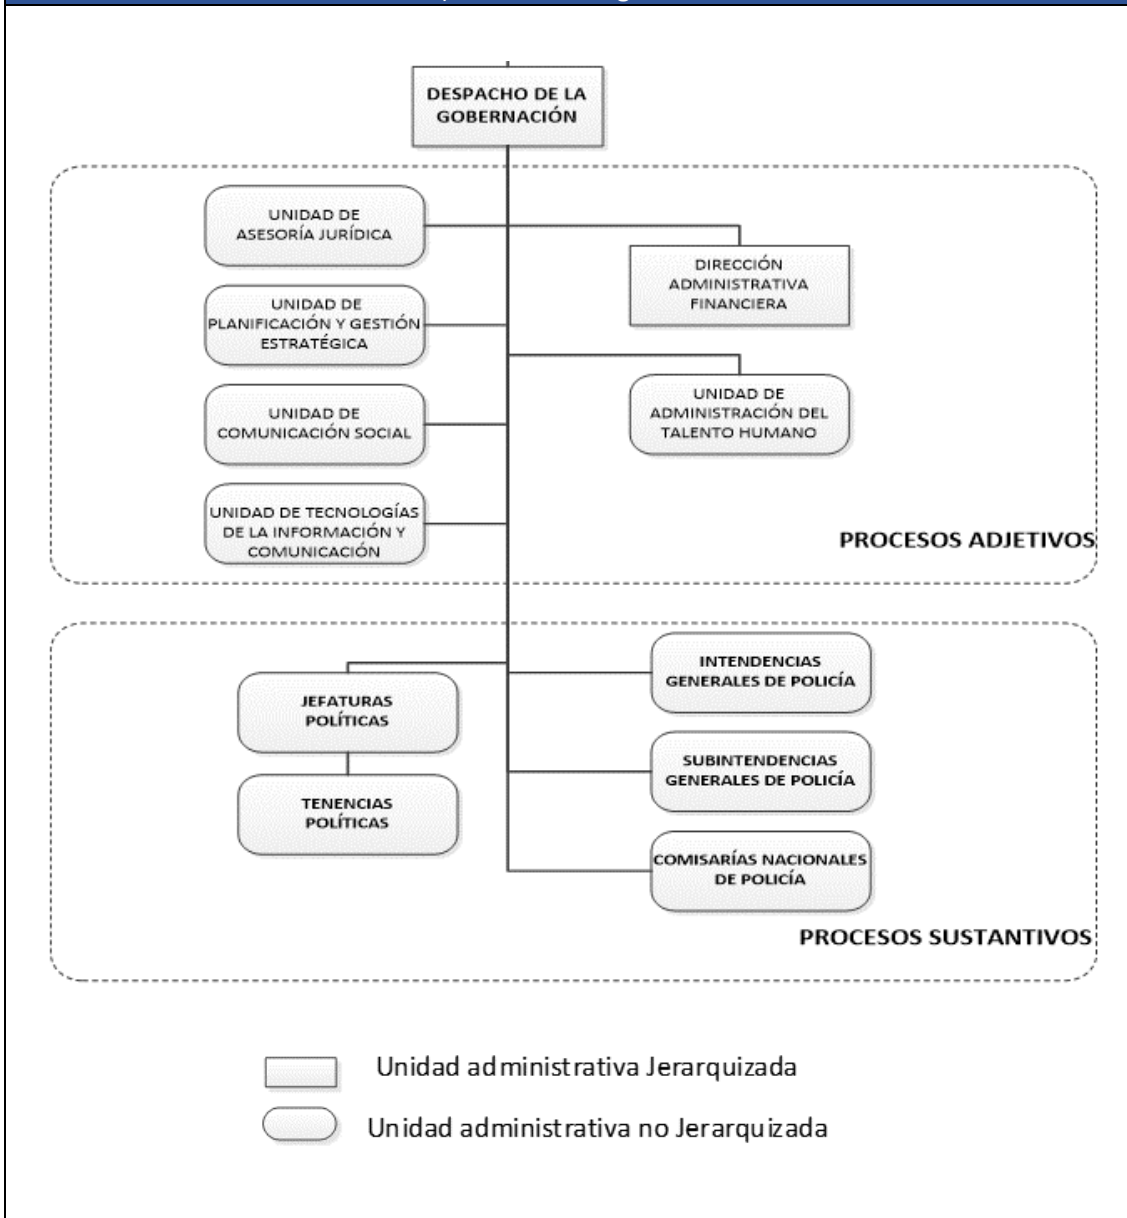 DESPACHO DE LA
GOBERNACIÓN
UNIDAD DE
ASESORÍA JURÍDICA
DIRECCIÓN
ADMINISTRATIVA
FINANCIERA
UNIDAD DE
PLANIFICACIÓN Y GESTIÓN
ESTRATÉGICA
UNIDAD DE
ADMINISTRACIÓN DEL
TALENTO HUMANO
UNIDAD DE
COMUNICACIÓN SOCIAL
UNIDAD DE TECNOLOGÍAS
DE LA INFORMACIÓN Y
COMUNICACIÓN
PROCESOS ADJETIVOS
JEFATURAS
POLÍTICAS
TENENCIAS
POLÍTICAS
INTENDENCIAS
GENERALES DE POLICÍA
SUBINTENDENCIAS
GENERALES DE POLICÍA
COMISARÍAS NACIONALES
DE POLICÍA
PROCESOS SUSTANTIVOS
Unidad administrativa Jerarquizada
Unidad administrativa no Jerarquizada